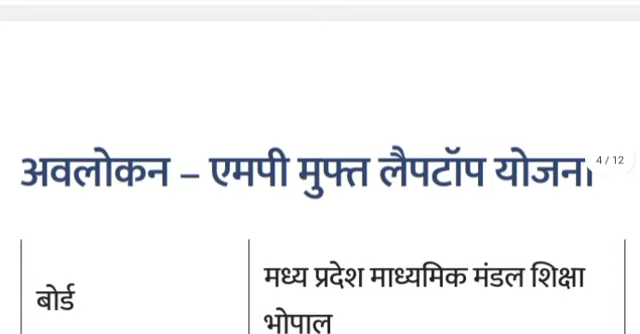 अवलोकन – एमपी मुफ्त लैपटॉप योजना
4 / 12
बोर्ड
मध्य प्रदेश माध्यमिक मंडल शिक्षा
भोपाल